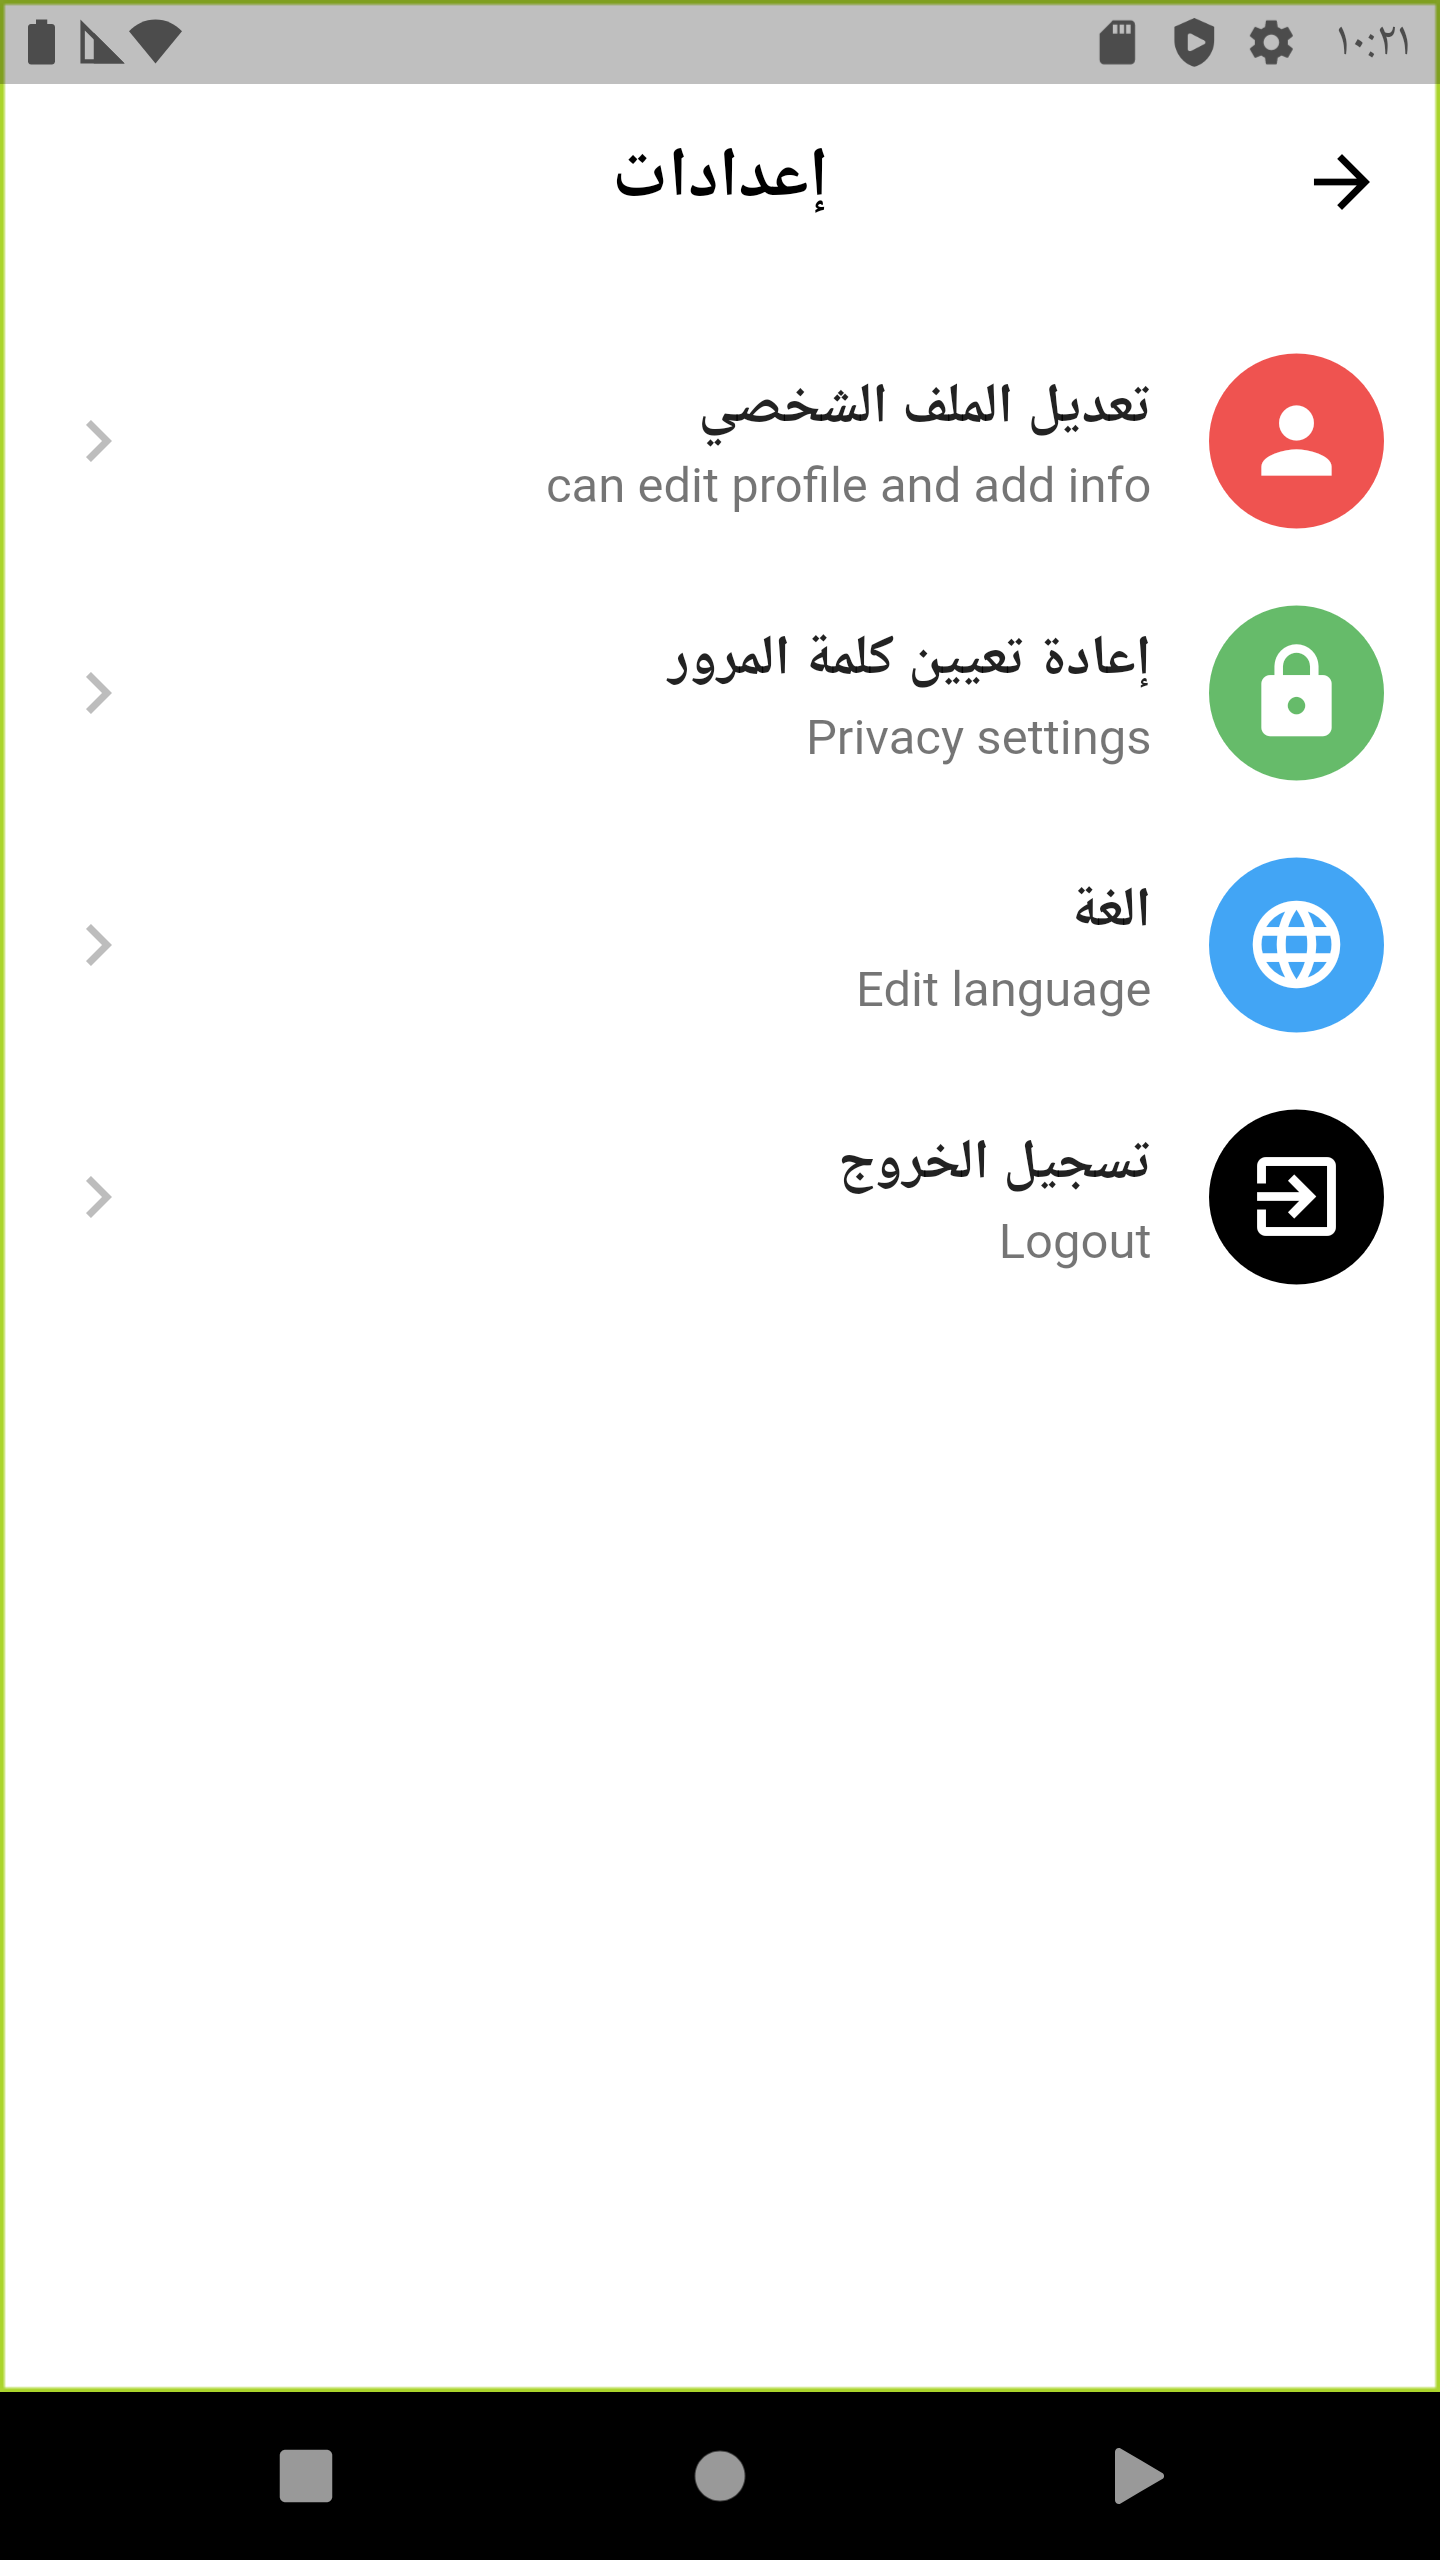 ١٠:٢١
إعدادات
تعديل الملف الشخصي
can edit profile and add info
إعادة تعيين كلمة المرور
Privacy settings
الغة
Edit language
تسجيل الخروج
Logout